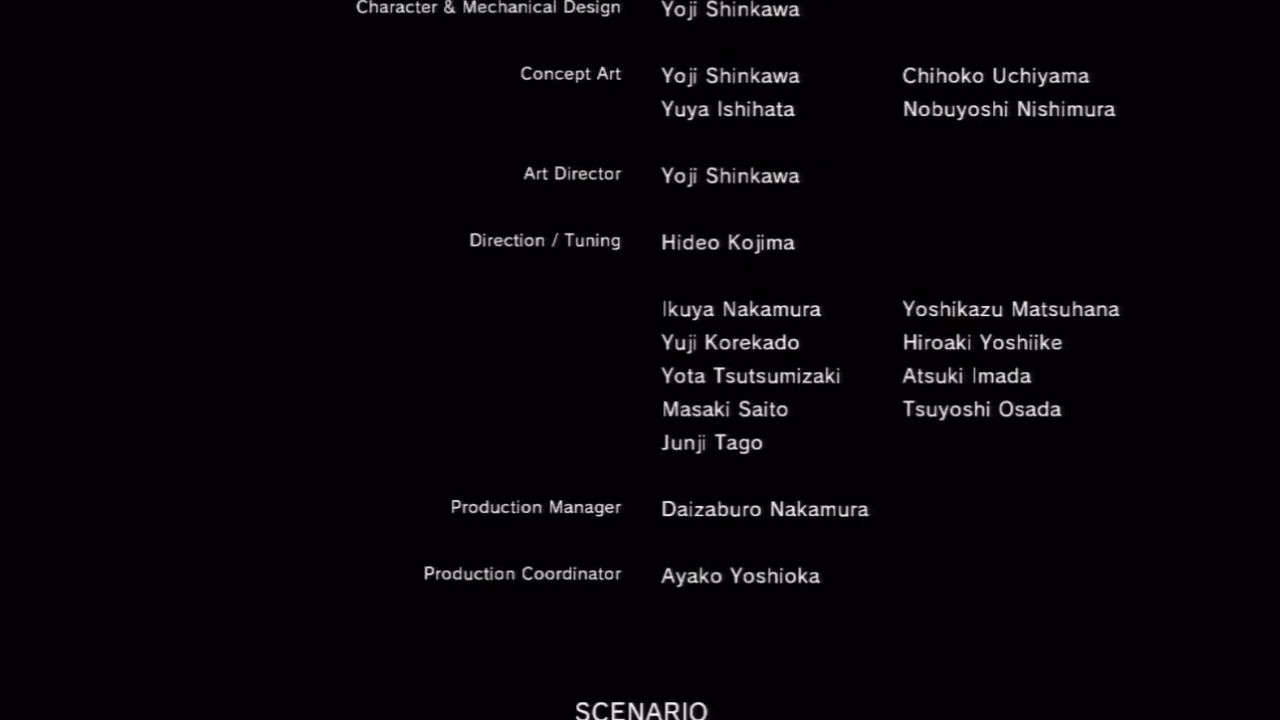 Character & Mechanical Design Yoji Shinkawa
Concept Art Yoji Shinkawa Chihoko Uchiyama
Yuya Ishihata Nobuyoshi Nishimura
Art Director Yoji Shinkawa
Direction / Tuning Hideo Kojima
Ikuya Nakamura Yoshikazu Matsuhana
Yuji Korekado Hiroaki Yoshiike
Yota Tsutsumizaki Atsuki Imada
Masaki Saito Tsuyoshi Osada
Junji Tago
Production Manager Daizaburo Nakamura
Production Coordinator Ayako Yoshioka
SCENARIO